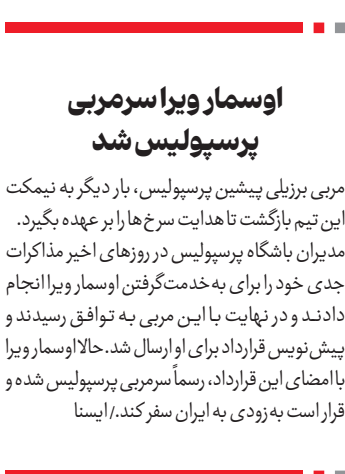 اوسمار ویرا سرمربی
پرسپولیس شد
مربی برزیلی پیشین پرسپولیس، بار دیگر به نیمکت
این تیم بازگشت تا هدایت سرخ‌ها را بر عهده بگیرد.
مدیران باشگاه پرسپولیس در روزهای اخیر مذاکرات
جدی خود را برای به‌خدمت‌گرفتن اوسمار ویرا انجام
دادند و در نهایت با این مربی به توافق رسیدند و
پیش‌نویس قرارداد برای او ارسال شد. حالا اوسمار ویرا
با امضای این قرارداد، رسماً سرمربی پرسپولیس شده و
قرار است به‌زودی به ایران سفر کند./ ایسنا